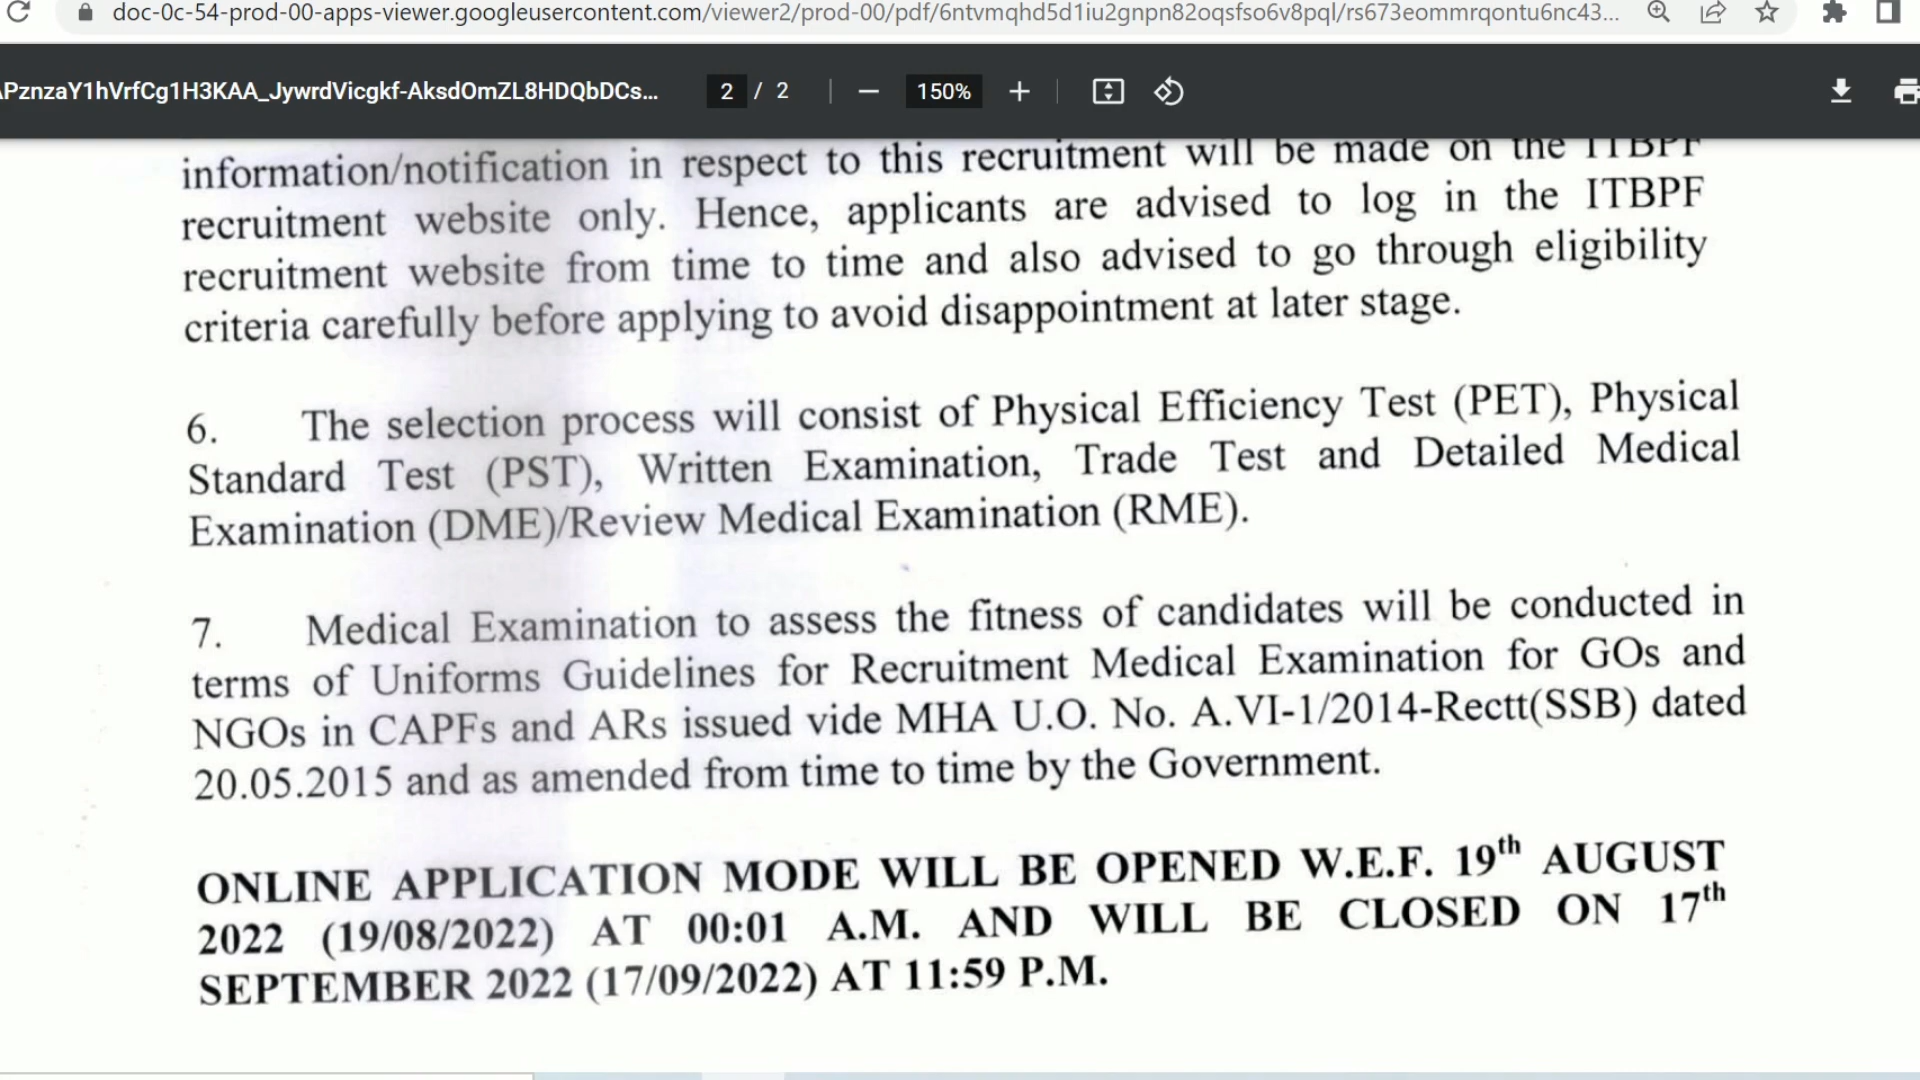 doc-0c-54-prod-00-apps-viewer.googleusercontent.com/viewer2/prod-00/pdf/6ntvmqhd5d1iu2gnpn82oqsfso6v8pql/rs673eommrqontu6nc43...
PznzaY1hVrfCg1H3KAA_JywrdVicgkf-AksdOmZL8HDQbDCs... 2 / 2 150%
information/notification in respect to this recruitment will be made on the ITBPF
recruitment website only. Hence, applicants are advised to log in the ITBPF
recruitment website from time to time and also advised to go through eligibility
criteria carefully before applying to avoid disappointment at later stage.
6. The selection process will consist of Physical Efficiency Test (PET), Physical
Standard Test (PST), Written Examination, Trade Test and Detailed Medical
Examination (DME)/Review Medical Examination (RME).
7. Medical Examination to assess the fitness of candidates will be conducted in
terms of Uniforms Guidelines for Recruitment Medical Examination for GOs and
NGOs in CAPFs and ARs issued vide MHA U.O. No. A.VI-1/2014-Rectt(SSB) dated
20.05.2015 and as amended from time to time by the Government.
ONLINE APPLICATION MODE WILL BE OPENED W.E.F. 19th AUGUST
2022 (19/08/2022) AT 00:01 A.M. AND WILL BE CLOSED ON 17th
SEPTEMBER 2022 (17/09/2022) AT 11:59 P.M.